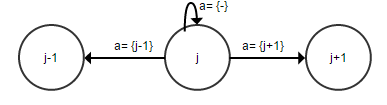 a= {-}
a= {j-1}
a= {j+1}
j-1
j
j+1